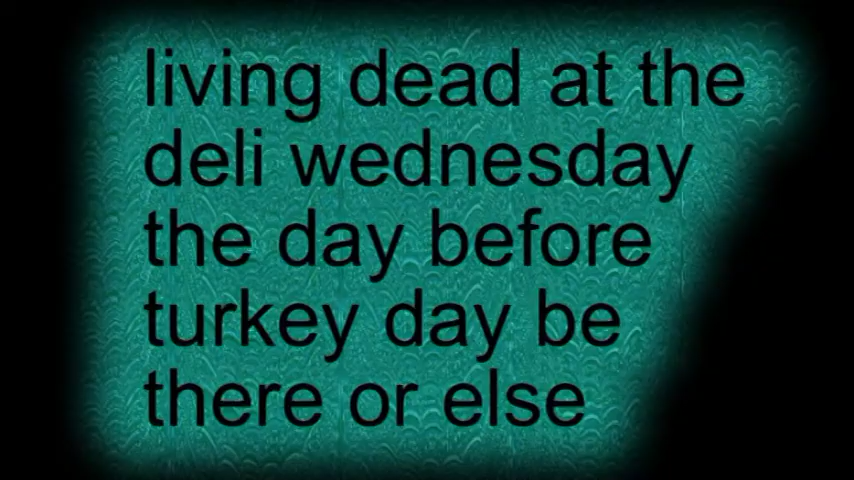 living dead at the
deli wednesday
the day before
turkey day be
there or else